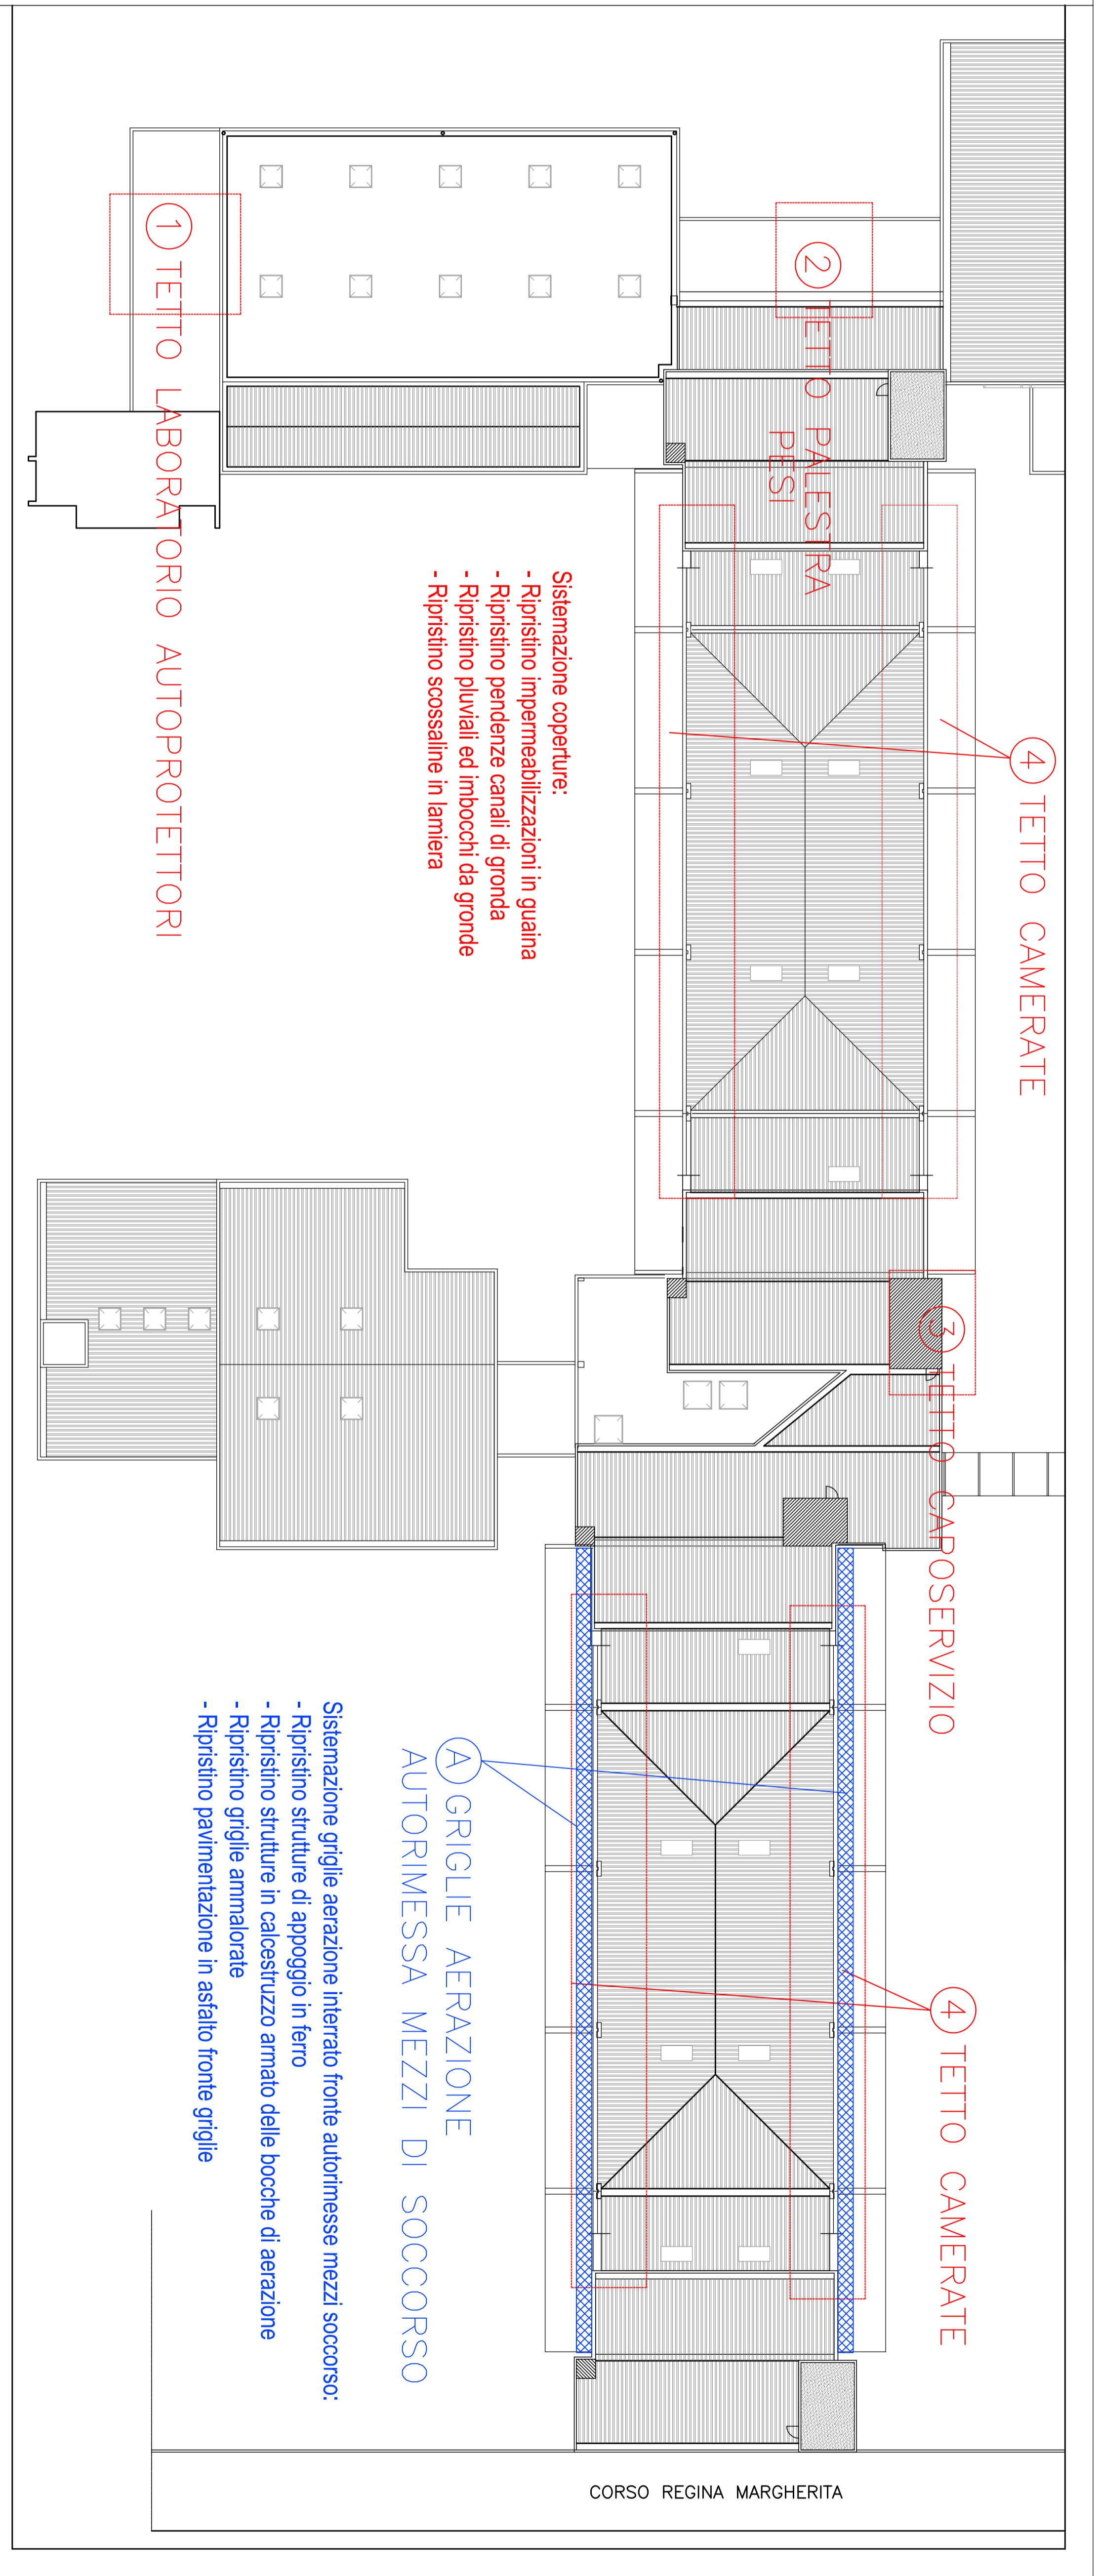 1 TETTO LABORATORIO AUTOPROTETTORI
2 TETTO PALESTRA
PESI
4 TETTO CAMERATE
Sistemazione coperture:
- Ripristino impermeabilizzazioni in guaina
- Ripristino pendenze canali di gronda
- Ripristino pluviali ed imbocchi da gronde
- Ripristino scossaline in lamiera
3 TETTO CAPOSERVIZIO
4 TETTO CAMERATE
A GRIGLIE AERAZIONE
AUTORIMESSA MEZZI DI SOCCORSO
Sistemazione griglie aerazione interrato fronte autorimesse mezzi soccorso:
- Ripristino strutture di appoggio in ferro
- Ripristino strutture in calcestruzzo armato delle bocche di aerazione
- Ripristino griglie ammalorate
- Ripristino pavimentazione in asfalto fronte griglie
CORSO REGINA MARGHERITA